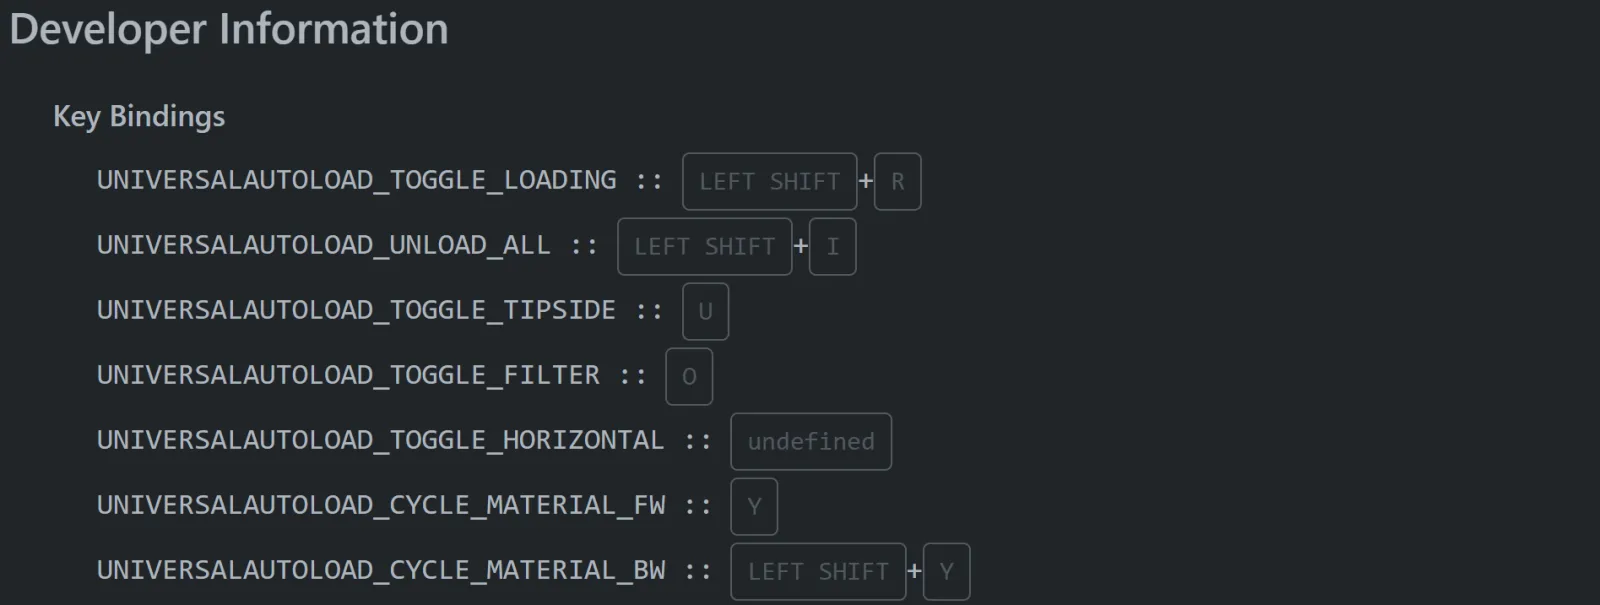 Developer Information
Key Bindings
UNIVERSALAUTOLOAD_TOGGLE_LOADING :: LEFT SHIFT+R
UNIVERSALAUTOLOAD_UNLOAD_ALL :: LEFT SHIFT+I
UNIVERSALAUTOLOAD_TOGGLE_TIPSIDE :: U
UNIVERSALAUTOLOAD_TOGGLE_FILTER :: O
UNIVERSALAUTOLOAD_TOGGLE_HORIZONTAL :: undefined
UNIVERSALAUTOLOAD_CYCLE_MATERIAL_FW :: Y
UNIVERSALAUTOLOAD_CYCLE_MATERIAL_BW :: LEFT SHIFT+Y